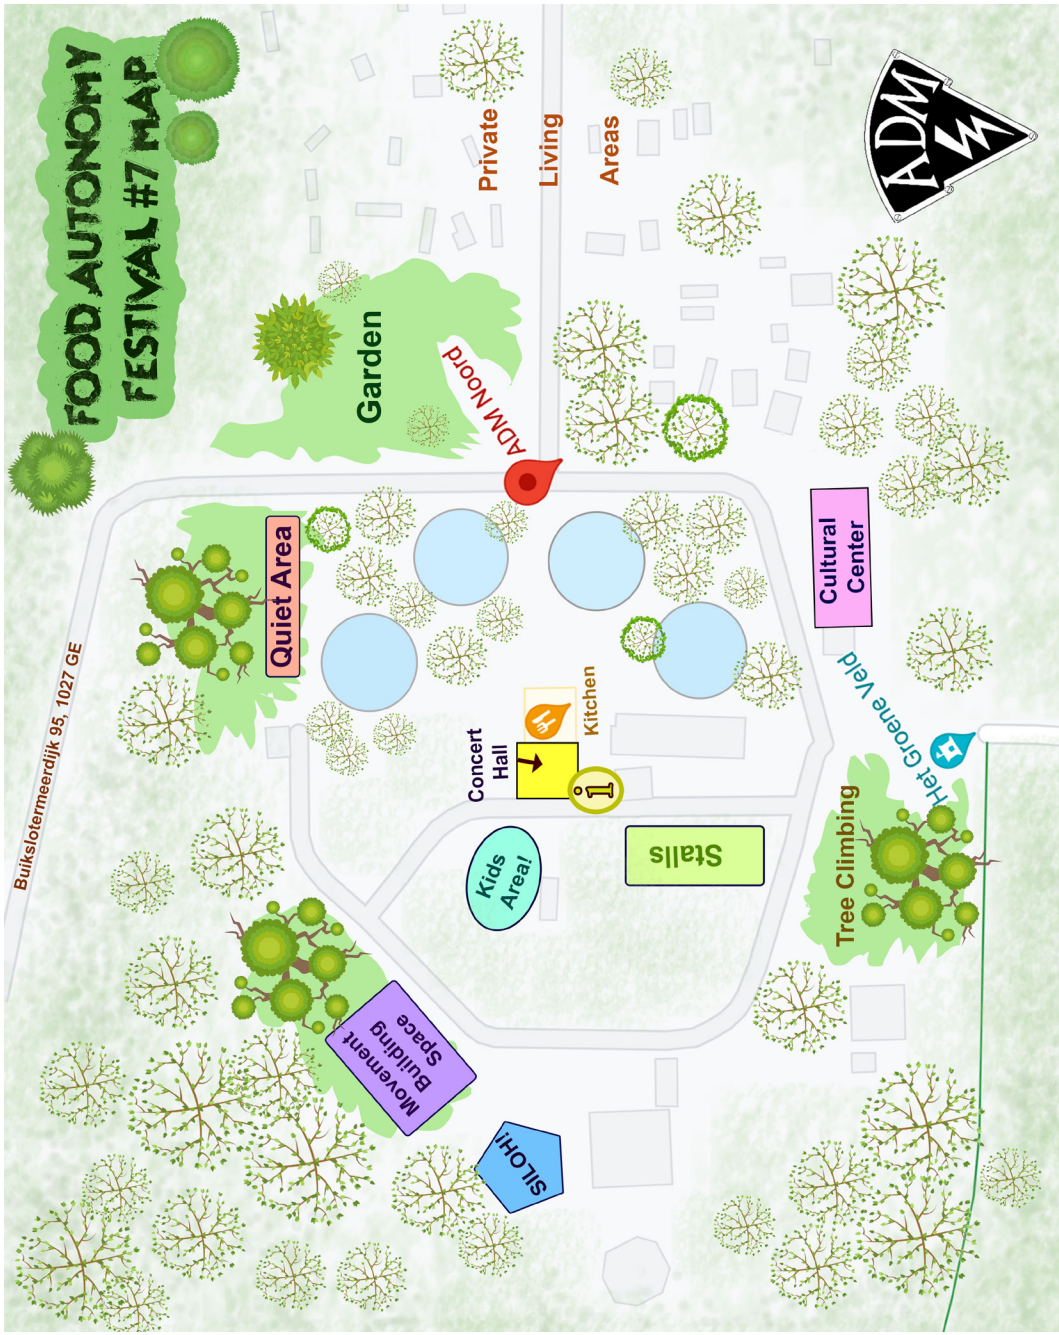 FOOD AUTONOMY
FESTIVAL #7 MAP
ADM
Private
Living
Areas
Garden
ADM Noord
Quiet Area
Cultural
Center
Buikslotermeerdijk 95, 1027 GE
Het Groene Veld
Kitchen
Concert
Hall
i
Kids
Area!
Stalls
Tree Climbing
Movement
Building
Space
SILOH!